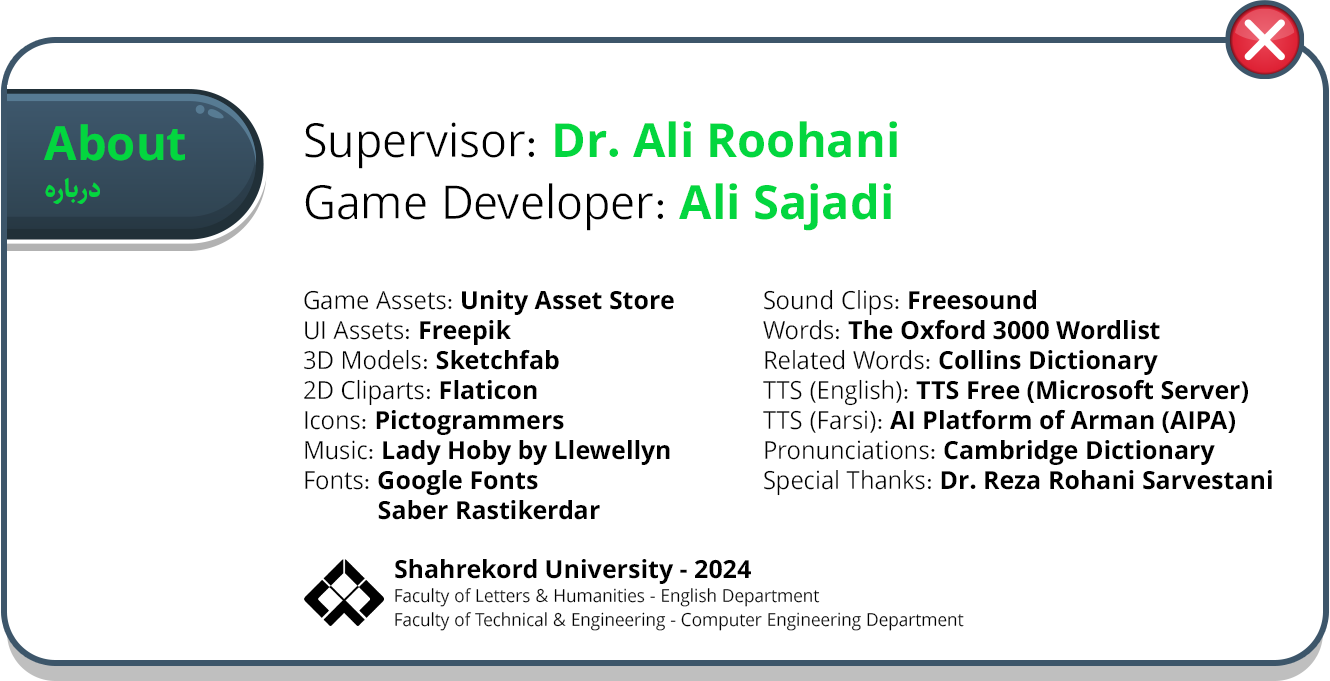 About
درباره
Supervisor: Dr. Ali Roohani
Game Developer: Ali Sajadi
Game Assets: Unity Asset Store
UI Assets: Freepik
3D Models: Sketchfab
2D Cliparts: Flaticon
Icons: Pictogrammers
Music: Lady Hoby by Llewellyn
Fonts: Google Fonts
Saber Rastikerdar
Sound Clips: Freesound
Words: The Oxford 3000 Wordlist
Related Words: Collins Dictionary
TTS (English): TTS Free (Microsoft Server)
TTS (Farsi): AI Platform of Arman (AIPA)
Pronunciations: Cambridge Dictionary
Special Thanks: Dr. Reza Rohani Sarvestani
Shahrekord University - 2024
Faculty of Letters & Humanities - English Department
Faculty of Technical & Engineering - Computer Engineering Department